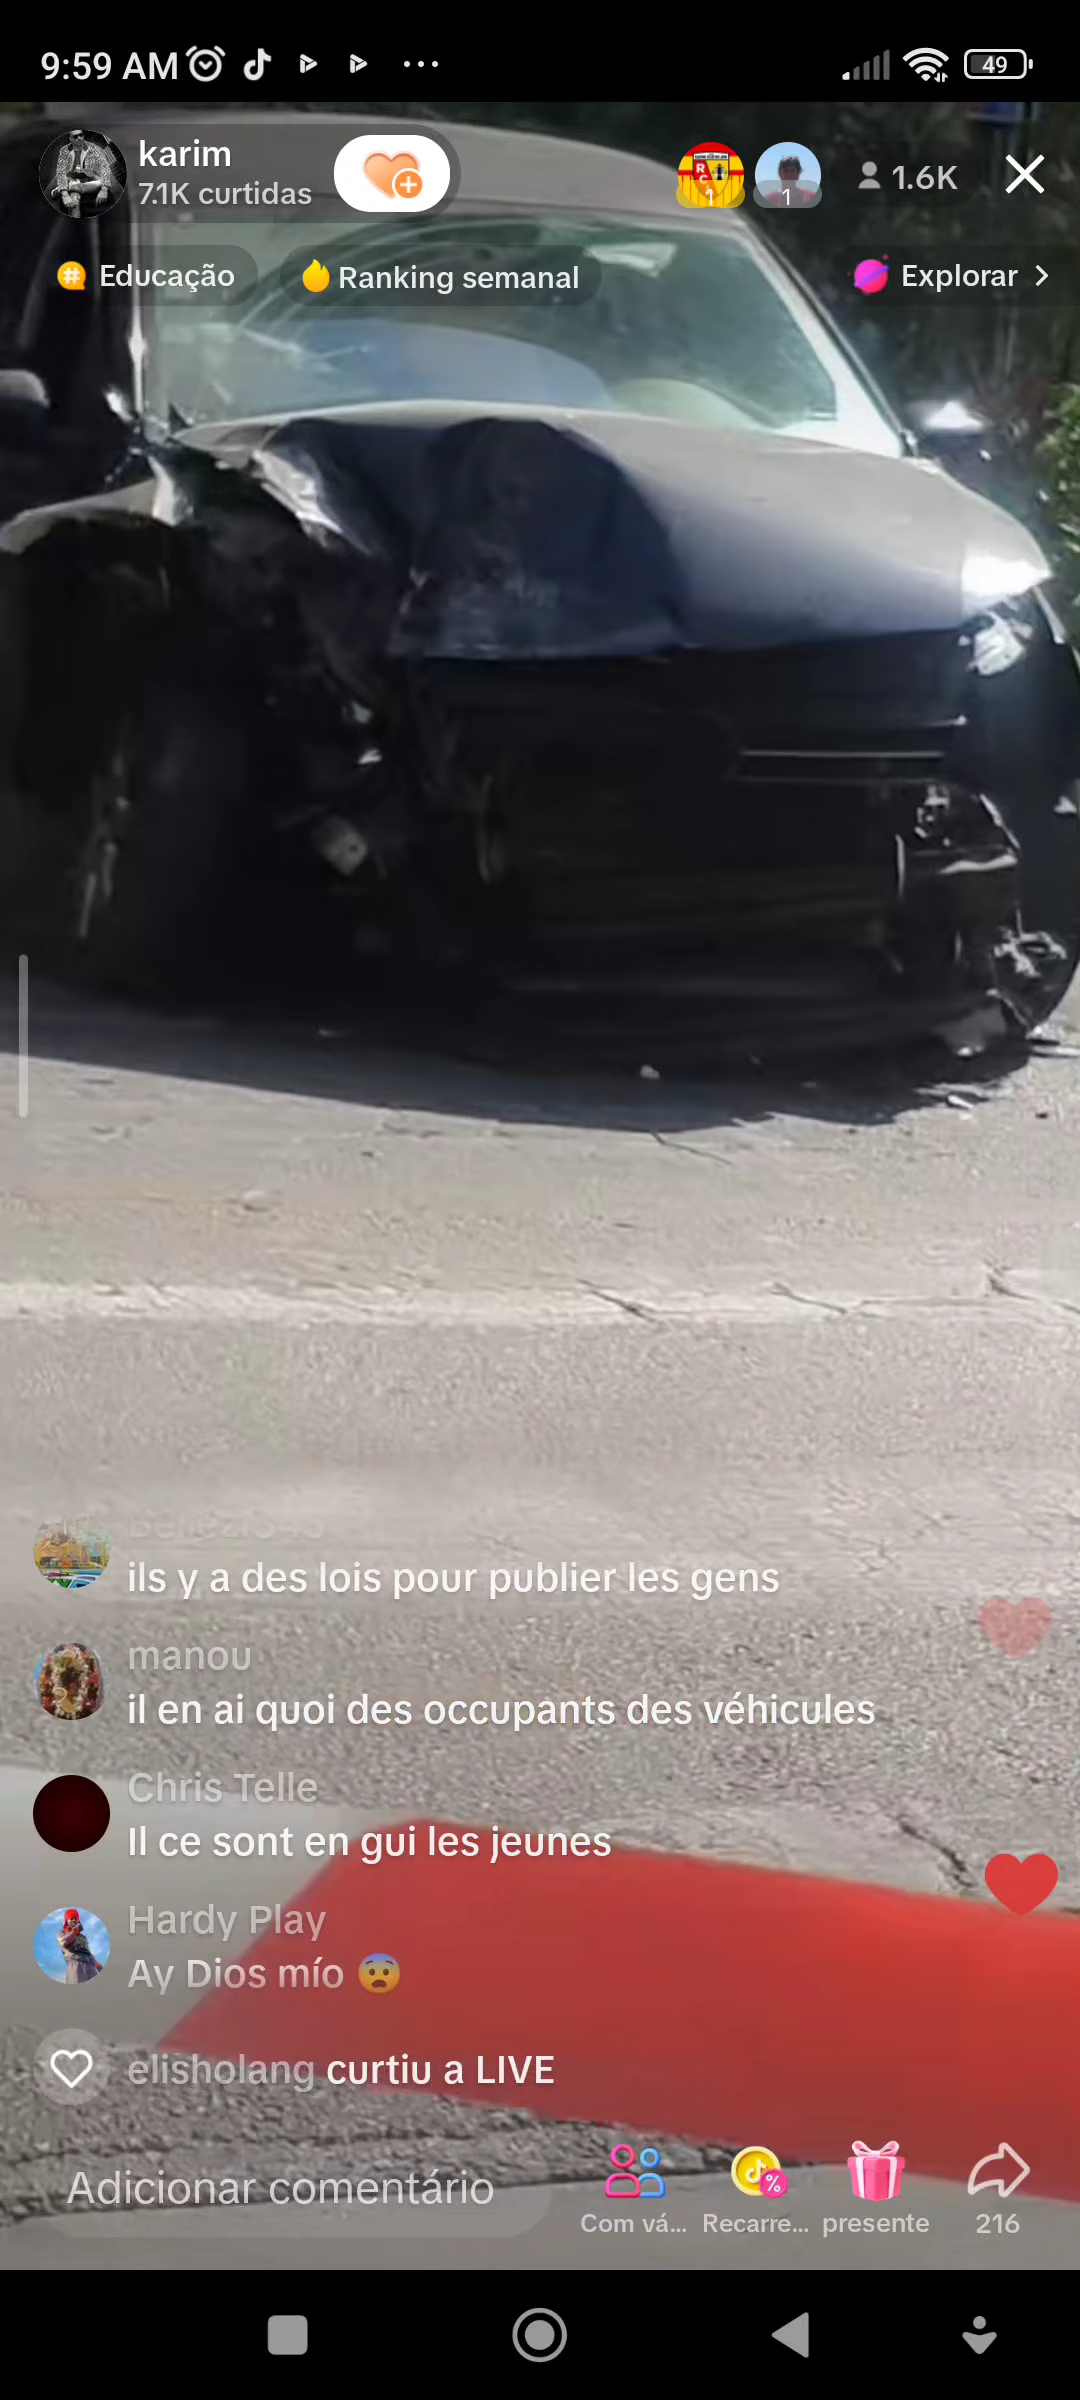 9:59 AM
49
karim
7.1K curtidas
1
1
1.6K
Educação
Ranking semanal
Explorar
ils y a des lois pour publier les gens
manou
il en ai quoi des occupants des véhicules
Chris Telle
Il ce sont en gui les jeunes
Hardy Play
Ay Dios mío 😨
elisholang curtiu a LIVE
Adicionar comentário
Com vá...
Recarre...
presente
216